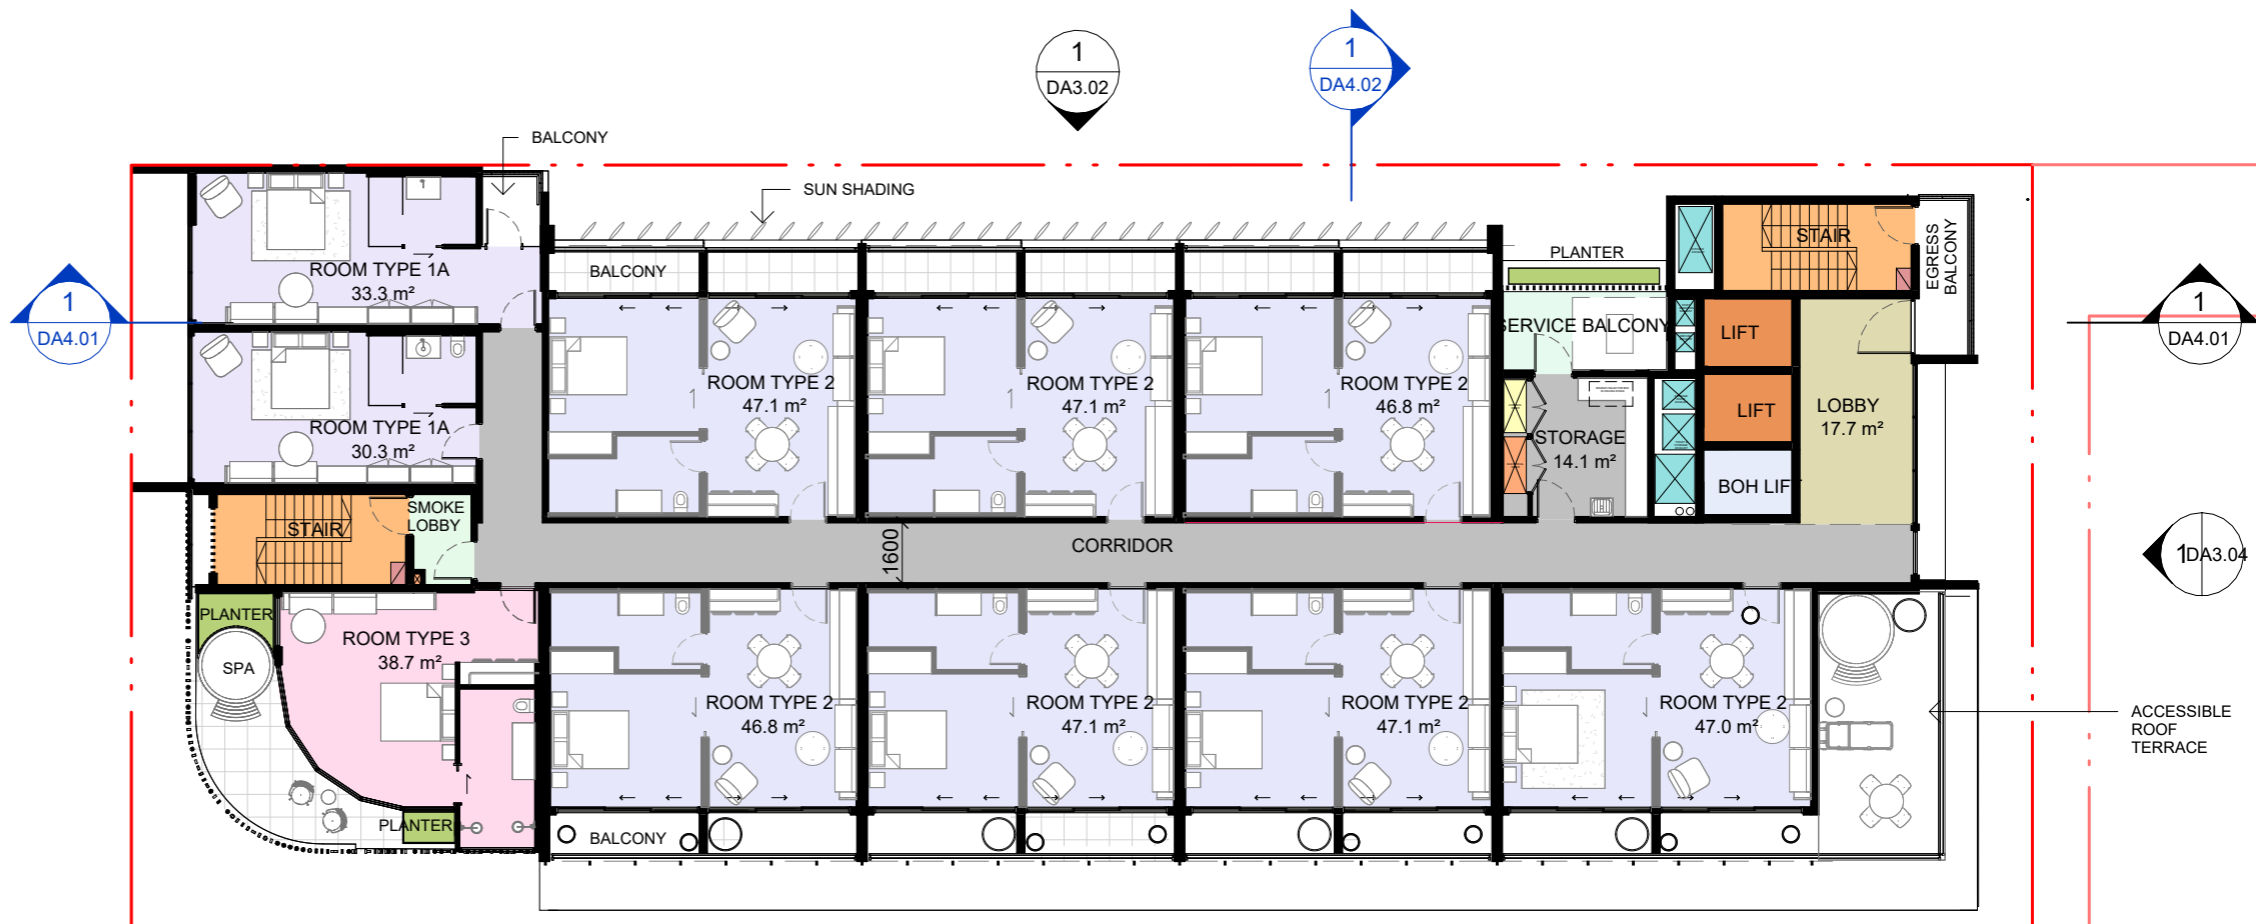 1
DA3.02
1
DA4.02
BALCONY
SUN SHADING
ROOM TYPE 1A
33.3 m²
BALCONY
PLANTER
STAIR
EGRESS
BALCONY
1
DA4.01
SERVICE BALCONY
LIFT
1
DA4.01
ROOM TYPE 2
47.1 m²
ROOM TYPE 2
47.1 m²
ROOM TYPE 2
46.8 m²
LIFT
LOBBY
17.7 m²
ROOM TYPE 1A
30.3 m²
STORAGE
14.1 m²
BOH LIF
SMOKE
LOBBY
STAIR
CORRIDOR
1600
1DA3.04
PLANTER
SPA
ROOM TYPE 3
38.7 m²
ROOM TYPE 2
46.8 m²
ROOM TYPE 2
47.1 m²
ROOM TYPE 2
47.1 m²
ROOM TYPE 2
47.0 m²
ACCESSIBLE
ROOF
TERRACE
PLANTER
BALCONY